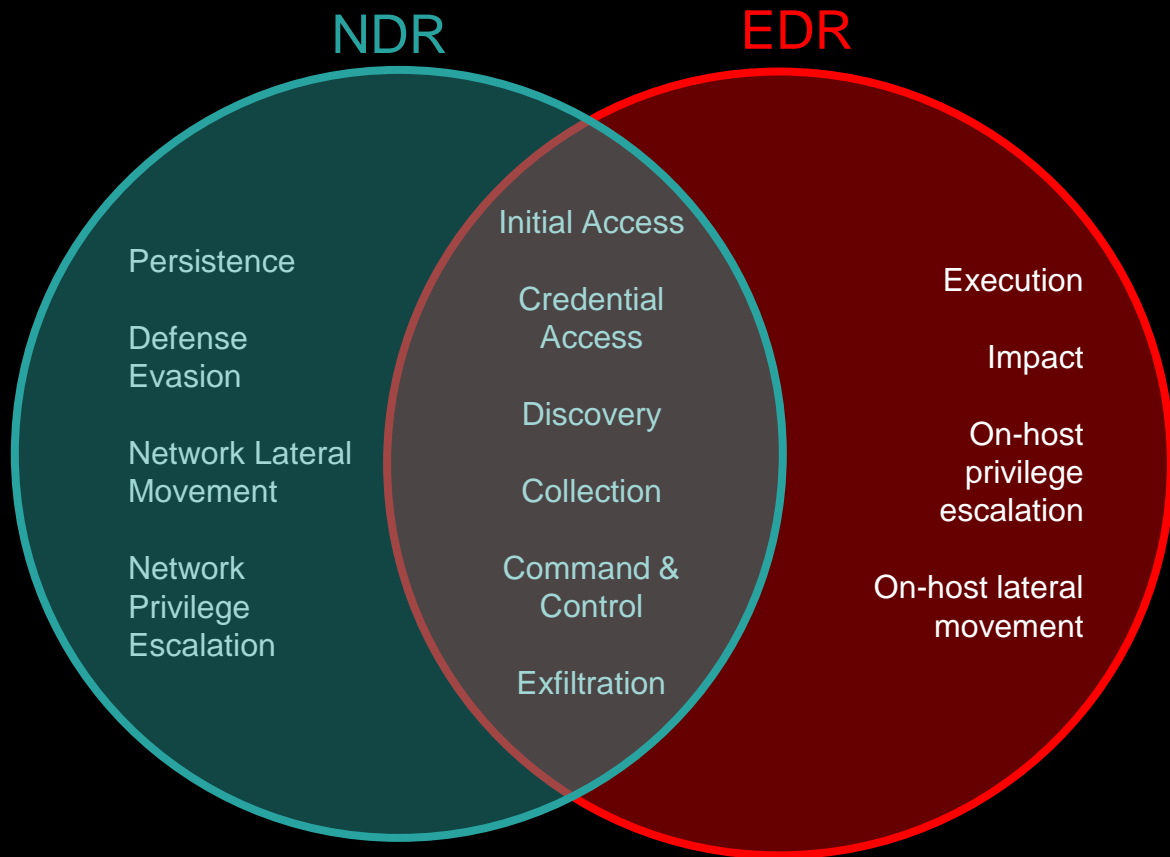 NDR
EDR
Persistence
Defense
Evasion
Network Lateral
Movement
Network
Privilege
Escalation
Initial Access
Credential
Access
Discovery
Collection
Command &
Control
Exfiltration
Execution
Impact
On-host
privilege
escalation
On-host lateral
movement